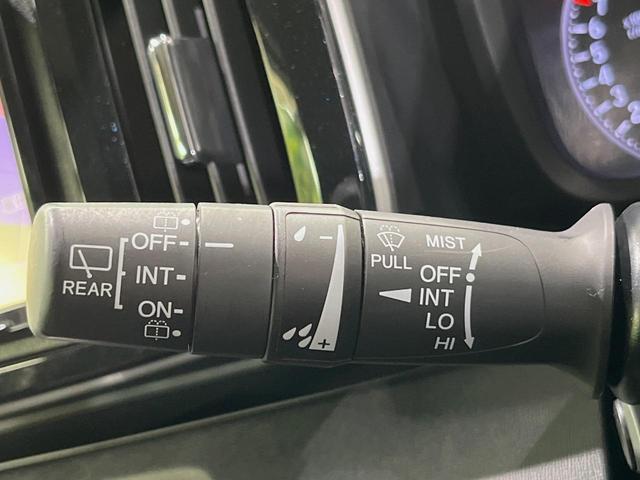 REAR
OFF
INT
ON
PULL
MIST
OFF
INT
LO
HI